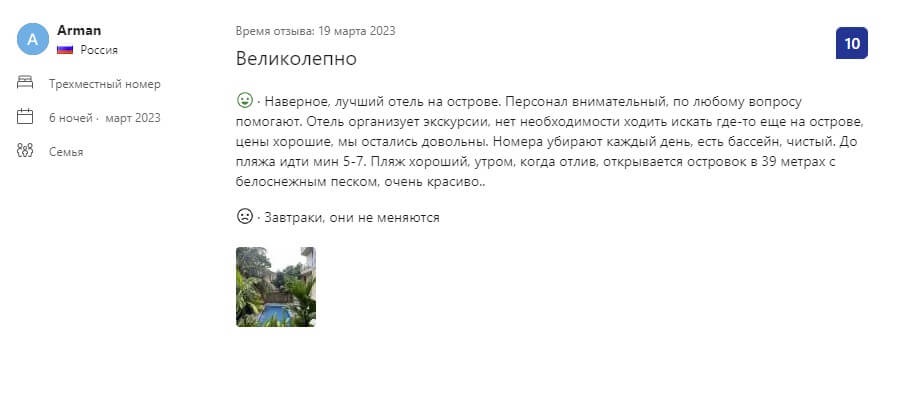 A
Arman
Россия
Трехместный номер
6 ночей · март 2023
Семья
Время отзыва: 19 марта 2023
10
Великолепно
· Наверное, лучший отель на острове. Персонал внимательный, по любому вопросу
помогают. Отель организует экскурсии, нет необходимости ходить искать где-то еще на острове,
цены хорошие, мы остались довольны. Номера убирают каждый день, есть бассейн, чистый. До
пляжа идти мин 5-7. Пляж хороший, утром, когда отлив, открывается островок в 39 метрах с
белоснежным песком, очень красиво..
· Завтраки, они не меняются